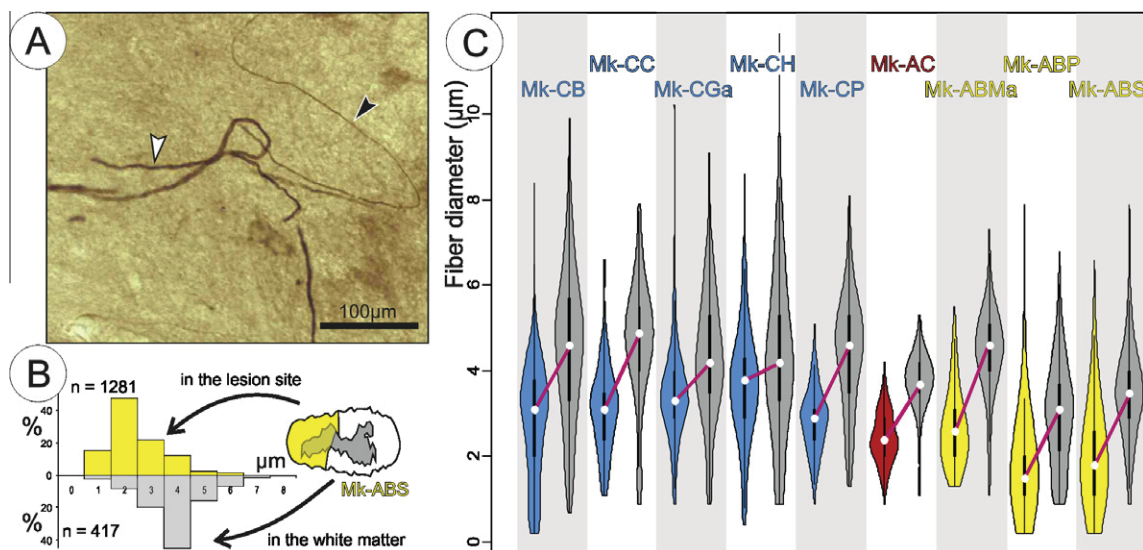 A
100µm
B
n = 1281
in the lesion site
%
40
20
0
µm
0 1 2 3 4 5 6 7 8
Mk-ABS
%
20
40
n = 417
in the white matter
C
Fiber diameter (µm)
10
8
6
4
2
0
Mk-CC Mk-CH Mk-AC Mk-ABP
Mk-CB Mk-CGa Mk-CP Mk-ABMa Mk-ABS